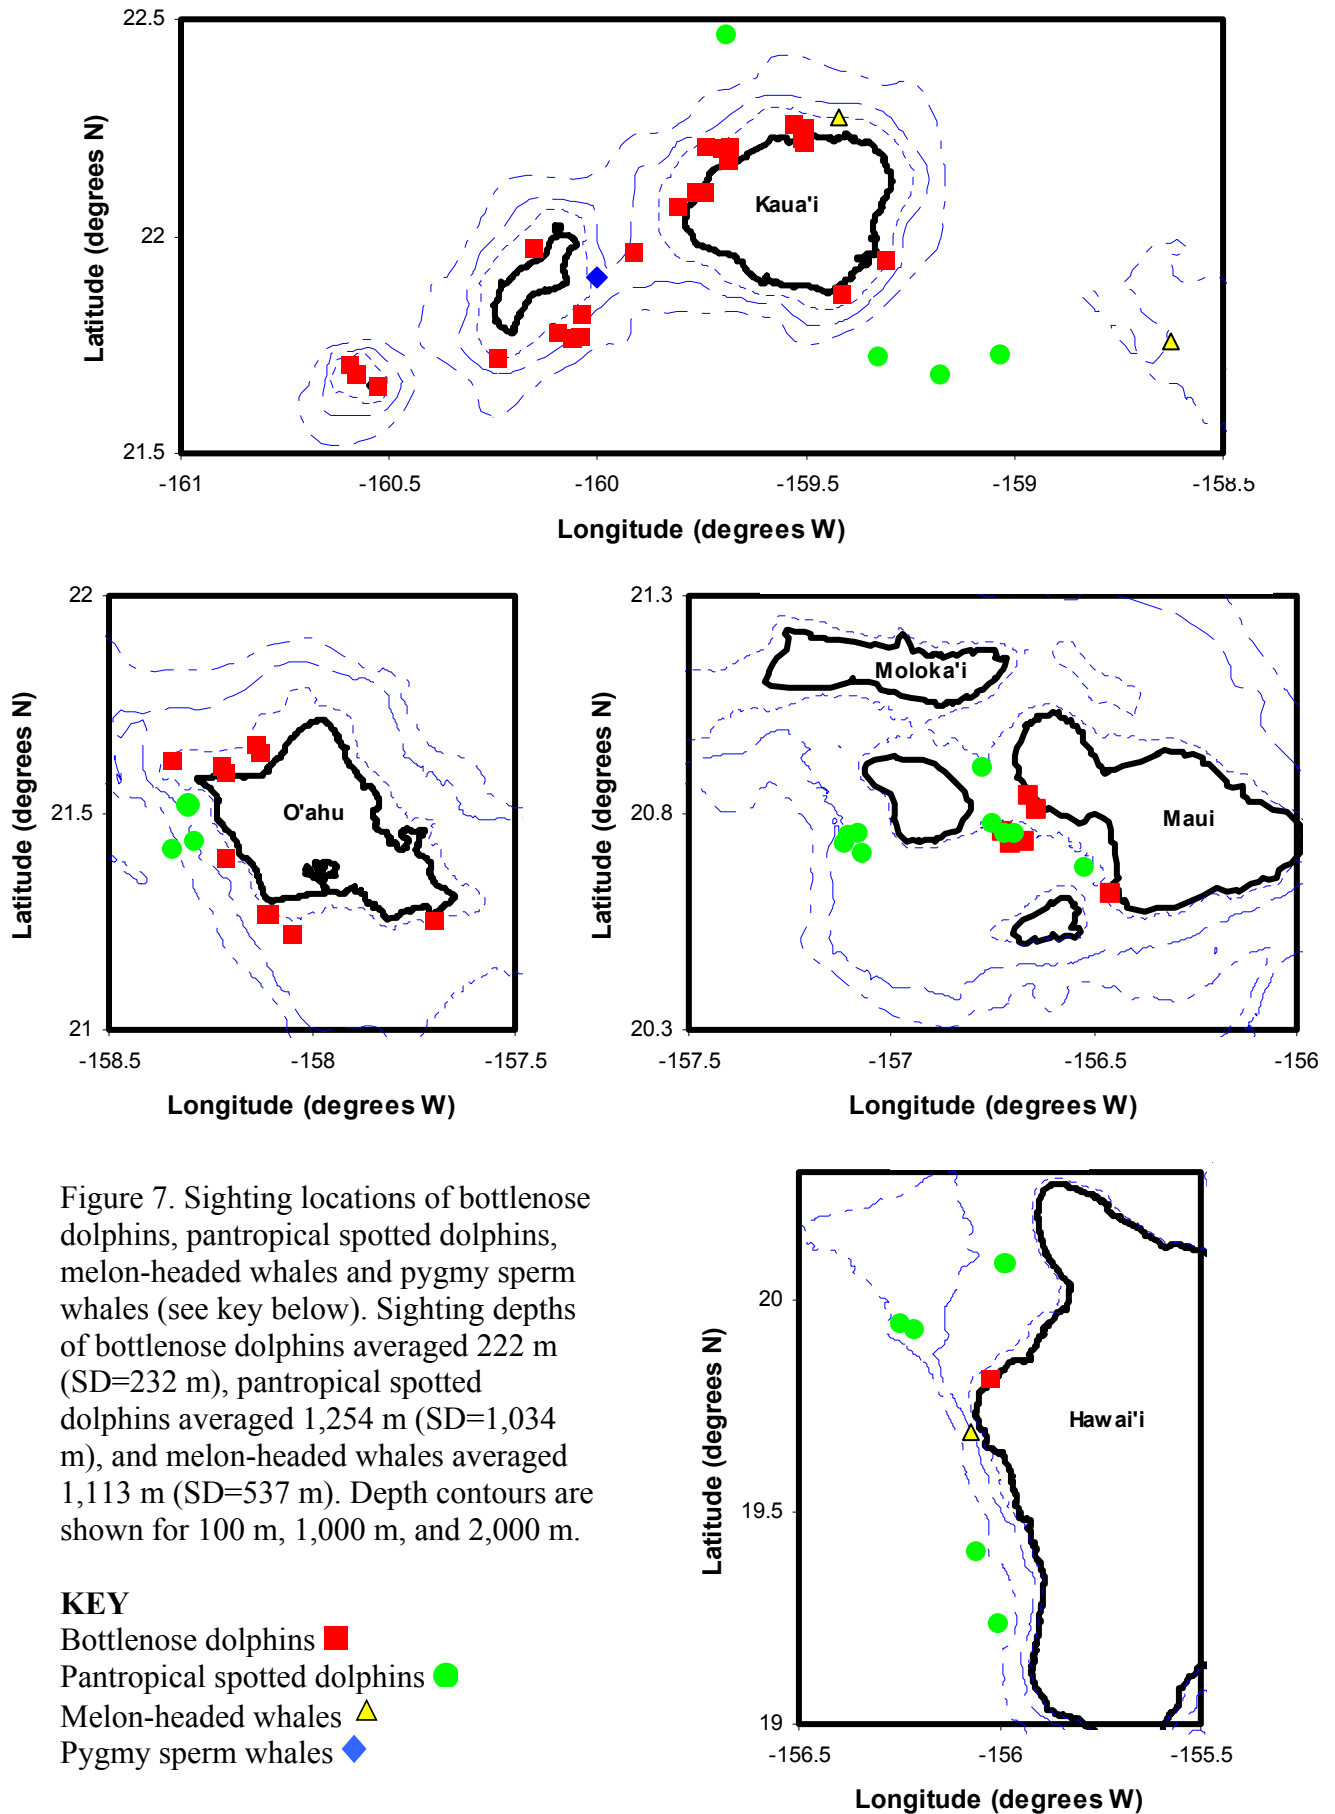 22.5
22
21.5
Latitude (degrees N)
Kaua'i
-161
-160.5
-160
-159.5
-159
-158.5
Longitude (degrees W)
22
21.5
21
Latitude (degrees N)
O'ahu
-158.5
-158
-157.5
Longitude (degrees W)
21.3
20.8
20.3
Latitude (degrees N)
Moloka'i
Maui
-157.5
-157
-156.5
-156
Longitude (degrees W)
Figure 7. Sighting locations of bottlenose
dolphins, pantropical spotted dolphins,
melon-headed whales and pygmy sperm
whales (see key below). Sighting depths
of bottlenose dolphins averaged 222 m
(SD=232 m), pantropical spotted
dolphins averaged 1,254 m (SD=1,034
m), and melon-headed whales averaged
1,113 m (SD=537 m). Depth contours are
shown for 100 m, 1,000 m, and 2,000 m.
KEY
Bottlenose dolphins
Pantropical spotted dolphins
Melon-headed whales
Pygmy sperm whales
20
19.5
19
Latitude (degrees N)
Hawai'i
-156.5
-156
-155.5
Longitude (degrees W)